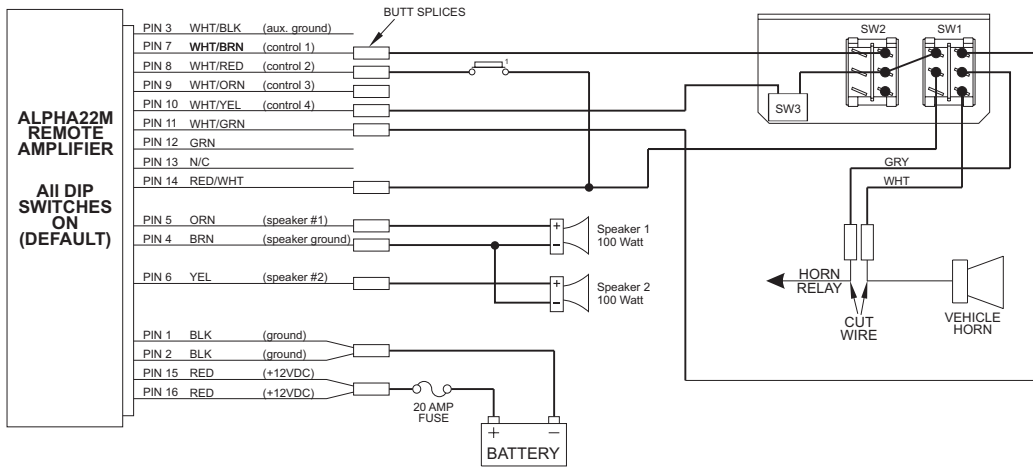 ALPHA22M
REMOTE
AMPLIFIER
All DIP
SWITCHES
ON
(DEFAULT)
PIN 3 WHT/BLK (aux. ground)
PIN 7 WHT/BRN (control 1)
PIN 8 WHT/RED (control 2)
PIN 9 WHT/ORN (control 3)
PIN 10 WHT/YEL (control 4)
PIN 11 WHT/GRN
PIN 12 GRN
PIN 13 N/C
PIN 14 RED/WHT
PIN 5 ORN (speaker #1)
PIN 4 BRN (speaker ground)
PIN 6 YEL (speaker #2)
PIN 1 BLK (ground)
PIN 2 BLK (ground)
PIN 15 RED (+12VDC)
PIN 16 RED (+12VDC)
BUTT SPLICES
1
+
–
Speaker 1
100 Watt
+
–
Speaker 2
100 Watt
20 AMP
FUSE
+ –
BATTERY
SW2 SW1
SW3
GRY
WHT
HORN
RELAY
CUT
WIRE
VEHICLE
HORN